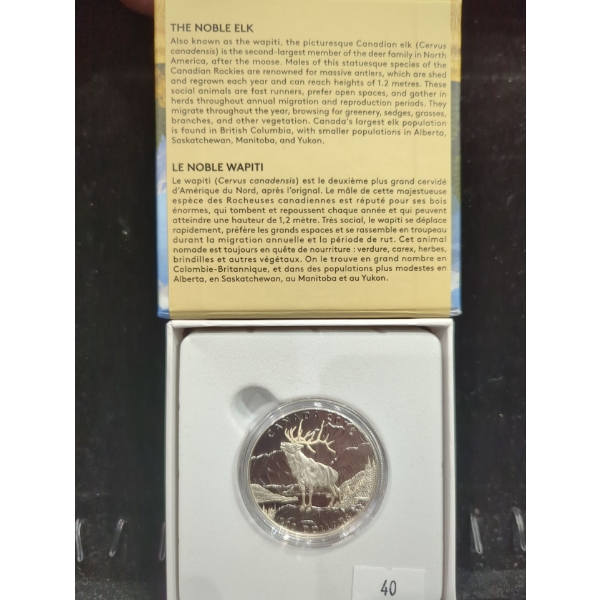 THE NOBLE ELK
Also known as the wapiti, the picturesque Canadian elk (Cervus
canadensis) is the second-largest member of the deer family in North
America, after the moose. Males of this statuesque species of the
Canadian Rockies are renowned for massive antlers, which are shed
and regrown each year and can reach heights of 1.2 metres. These
social animals are fast runners, prefer open spaces, and gather in
herds throughout annual migration and reproduction periods. They
migrate throughout the year, browsing for greenery, sedges, grasses,
branches, and other vegetation. Canada's largest elk population
is found in British Columbia, with smaller populations in Alberta,
Saskatchewan, Manitoba, and Yukon.
LE NOBLE WAPITI
Le wapiti (Cervus canadensis) est le deuxième plus grand cervidé
d'Amérique du Nord, après l'orignal. Le mâle de cette majestueuse
espèce des Rocheuses canadiennes est réputé pour ses bois
énormes, qui tombent et repoussent chaque année et qui peuvent
atteindre une hauteur de 1,2 mètre. Très social, le wapiti se déplace
rapidement, préfère les grands espaces et se rassemble en troupeau
durant la migration annuelle et la période de rut. Cet animal
nomade est toujours en quête de nourriture : verdure, carex, herbes,
brindilles et autres végétaux. On le trouve en grand nombre en
Colombie-Britannique, et dans des populations plus modestes en
Alberta, en Saskatchewan, au Manitoba et au Yukon.
CANADA
40